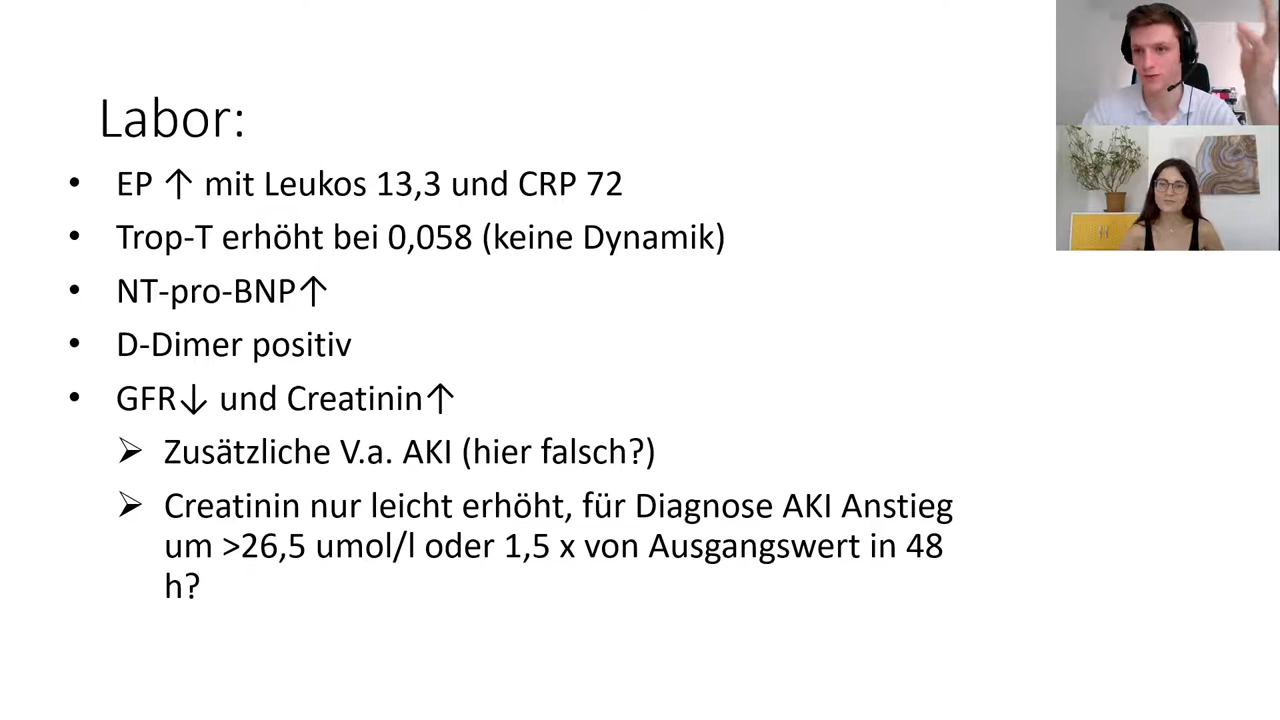 Labor:
• EP ↑ mit Leukos 13,3 und CRP 72
• Trop-T erhöht bei 0,058 (keine Dynamik)
• NT-pro-BNP↑
• D-Dimer positiv
• GFR↓ und Creatinin↑
➢ Zusätzliche V.a. AKI (hier falsch?)
➢ Creatinin nur leicht erhöht, für Diagnose AKI Anstieg
um >26,5 umol/l oder 1,5 x von Ausgangswert in 48
h?